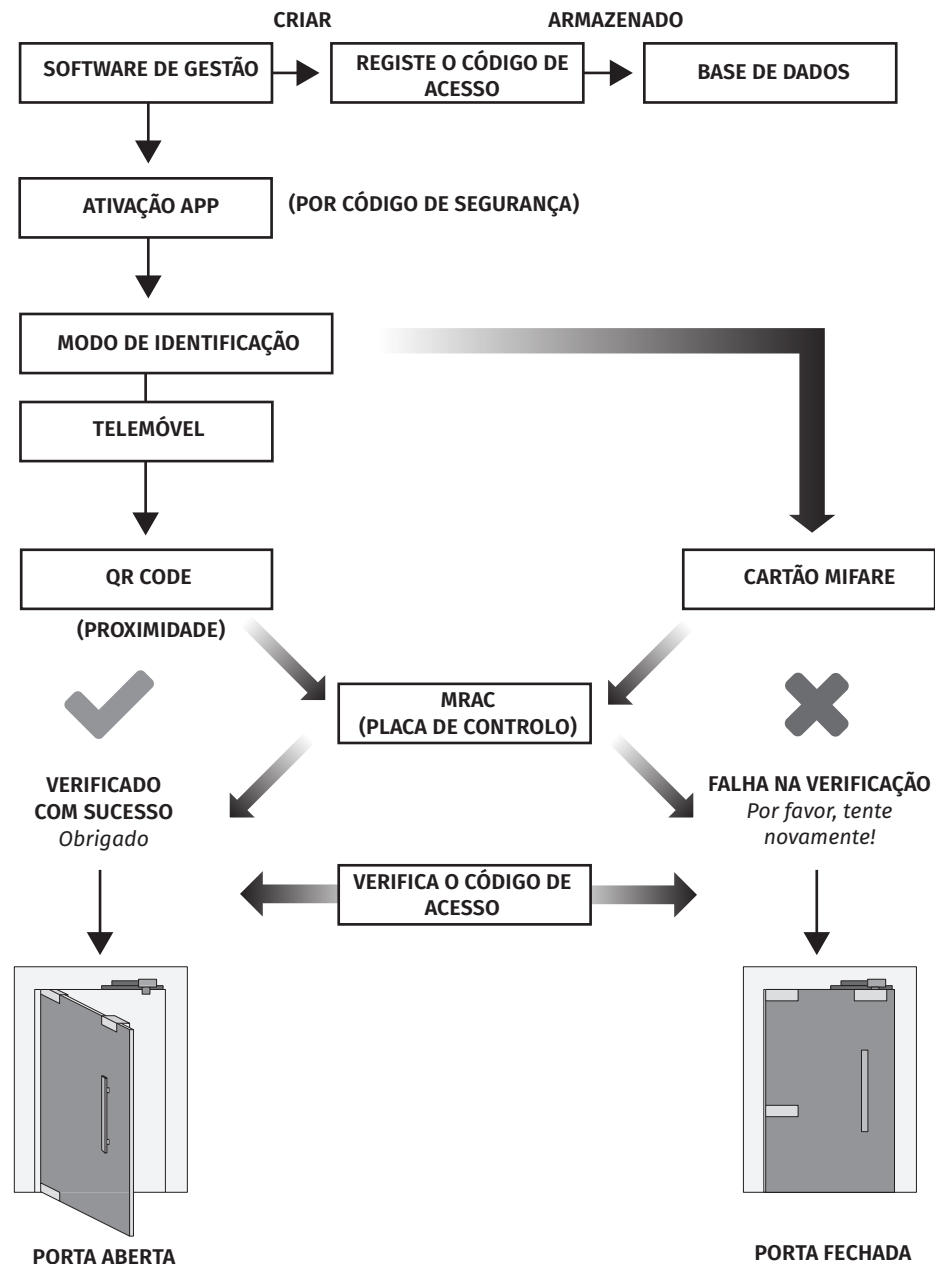 CRIAR
ARMAZENADO
SOFTWARE DE GESTÃO
REGISTE O CÓDIGO DE
ACESSO
BASE DE DADOS
ATIVAÇÃO APP
(POR CÓDIGO DE SEGURANÇA)
MODO DE IDENTIFICAÇÃO
TELEMÓVEL
QR CODE
(PROXIMIDADE)
CARTÃO MIFARE
MRAC
(PLACA DE CONTROLO)
VERIFICADO
COM SUCESSO
Obrigado
FALHA NA VERIFICAÇÃO
Por favor, tente
novamente!
VERIFICA O CÓDIGO DE
ACESSO
PORTA ABERTA
PORTA FECHADA